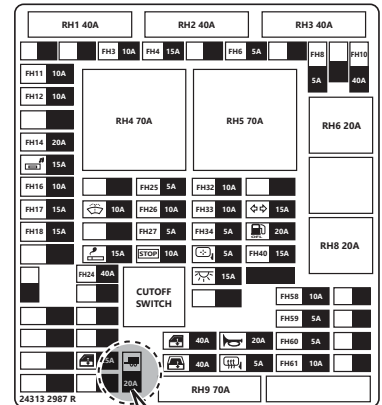 RH1 40A RH2 40A RH3 40A
FH3 10A FH4 15A FH6 5A FH8 5A FH10 40A
FH11 10A
FH12 10A
RH4 70A RH5 70A RH6 20A
FH14 20A
15A
FH16 10A FH25 5A FH32 10A
FH17 15A 10A FH26 10A FH33 10A 15A
FH18 15A FH27 5A FH34 5A 20A
15A STOP 10A 5A FH40 15A RH8 20A
FH24 40A 15A
CUTOFF
SWITCH
FH58 10A
FH59 5A
40A 20A FH60 5A
40A 5A FH61 10A
20A RH9 70A
24313 2987 R